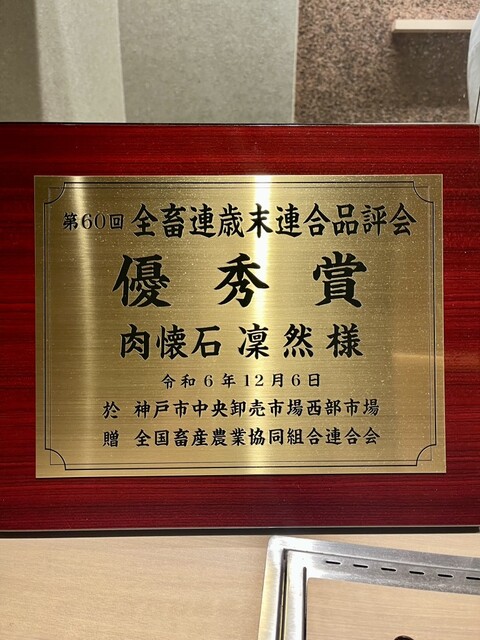 第60回 全畜連歳末連合品評会
優秀賞
肉懐石 凜然様
令和6年12月6日
於 神戸市中央卸売市場西部市場
贈 全国畜産農業協同組合連合会